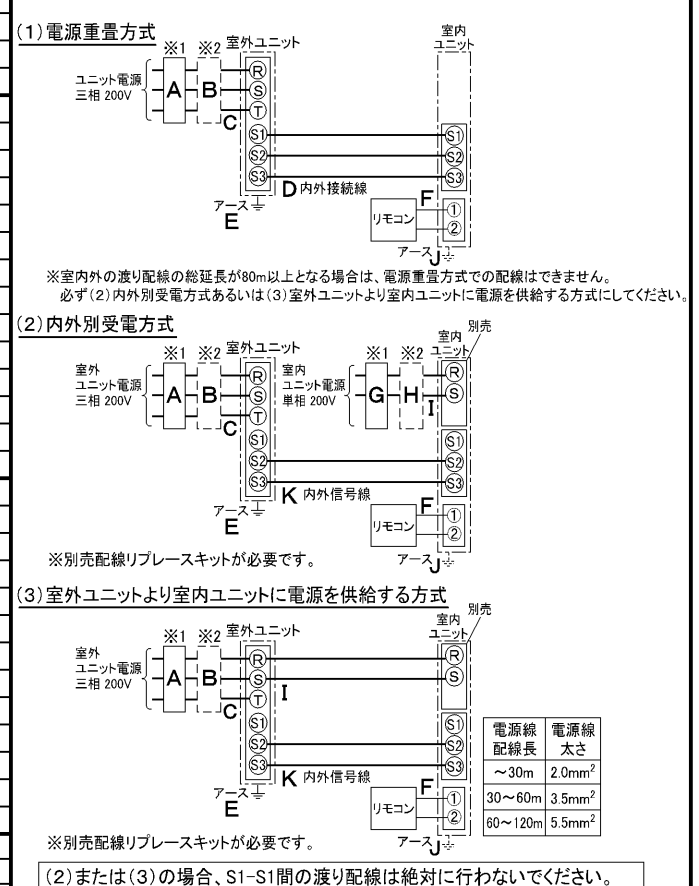 (1)電源重畳方式
※1 ※2 室外ユニット
室内
ユニット
ユニット電源
三相 200V
A
B
C
R
S
T
S1
S2
S3
S1
S2
S3
D 内外接続線
アース
E
リモコン
F
1
2
アース J
※室内外の渡り配線の総延長が80m以上となる場合は、電源重畳方式での配線はできません。
必ず(2)内外別受電方式あるいは(3)室外ユニットより室内ユニットに電源を供給する方式にしてください。
(2)内外別受電方式
※1 ※2 室外ユニット
室外
ユニット電源
三相 200V
A
B
C
R
S
T
S1
S2
S3
※1 ※2
室内
ユニット
別売
室内
ユニット電源
単相 200V
G
H
I
R
S
S1
S2
S3
K 内外信号線
アース
E
リモコン
F
1
2
アース J
※別売配線リプレースキットが必要です。
(3)室外ユニットより室内ユニットに電源を供給する方式
※1 ※2 室外ユニット
室内
ユニット
別売
室外
ユニット電源
三相 200V
A
B
C
R
S
T
S1
S2
S3
I
R
S
S1
S2
S3
K 内外信号線
アース
E
リモコン
F
1
2
アース J
電源線配線長 電源線太さ
~30m 2.0mm²
30~60m 3.5mm²
60~120m 5.5mm²
※別売配線リプレースキットが必要です。
(2)または(3)の場合、S1-S1間の渡り配線は絶対に行わないでください。